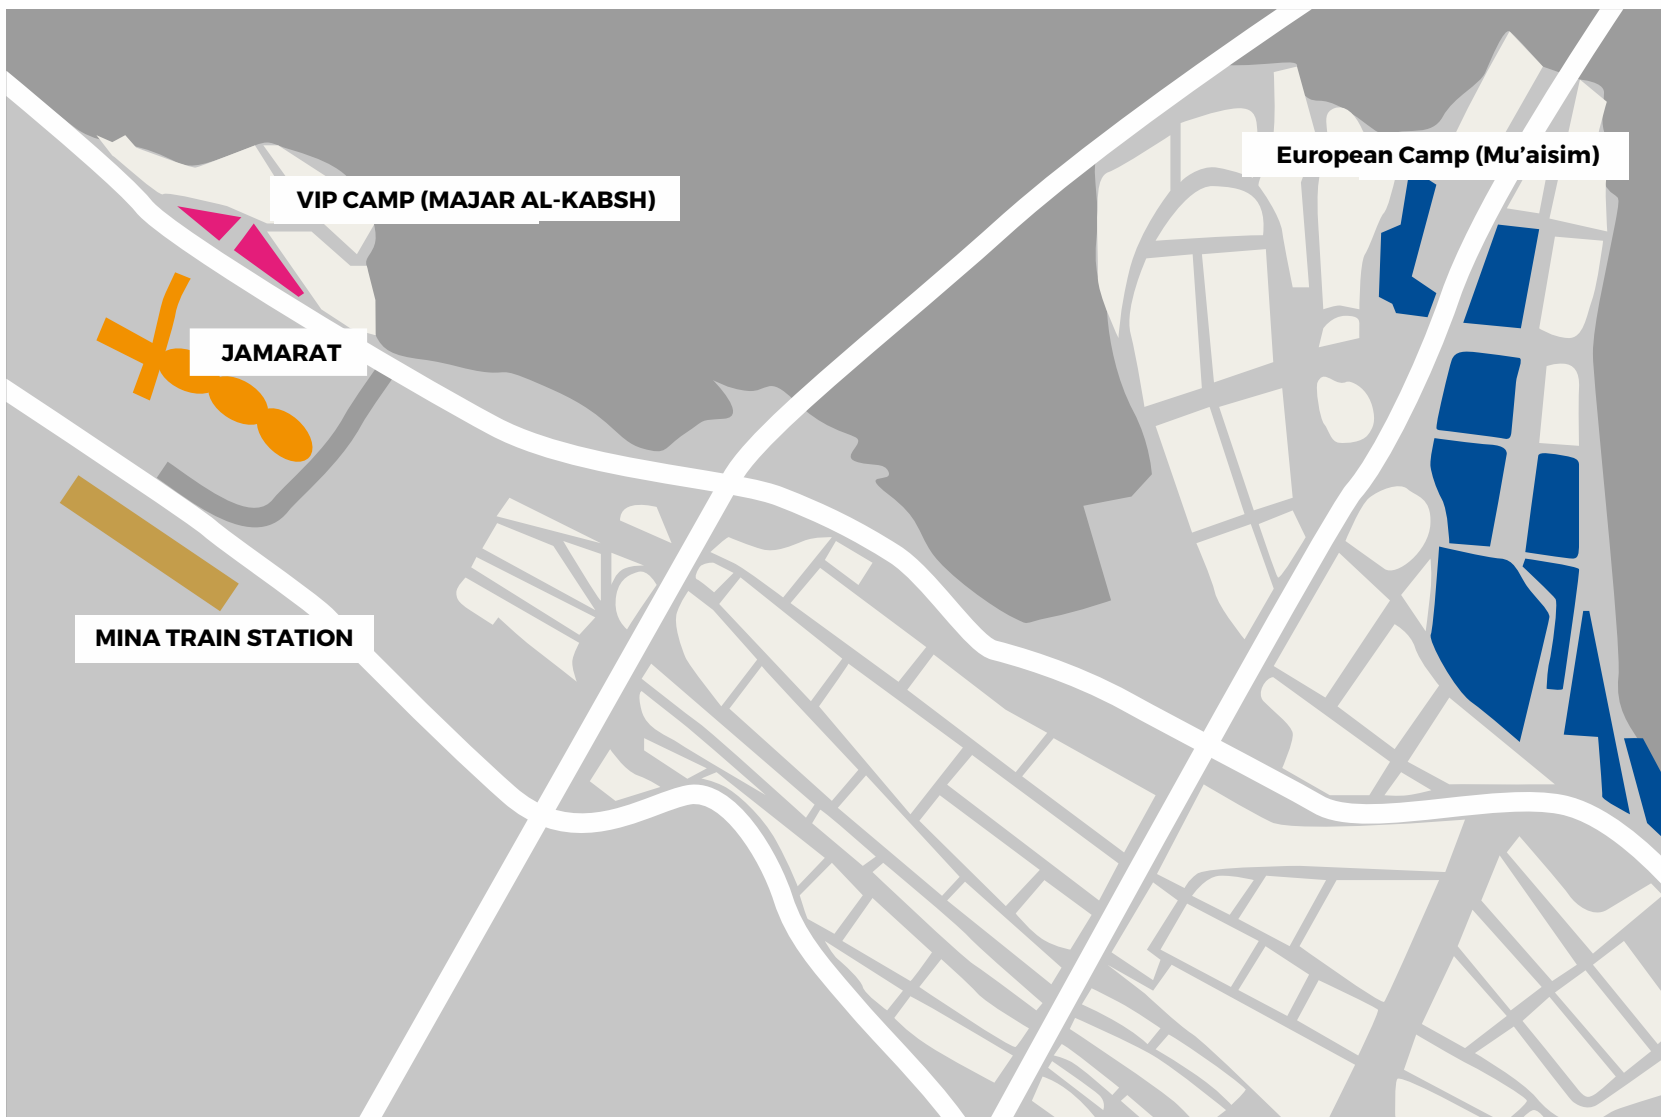 European Camp (Mu’aisim)
VIP CAMP (MAJAR AL-KABSH)
JAMARAT
MINA TRAIN STATION